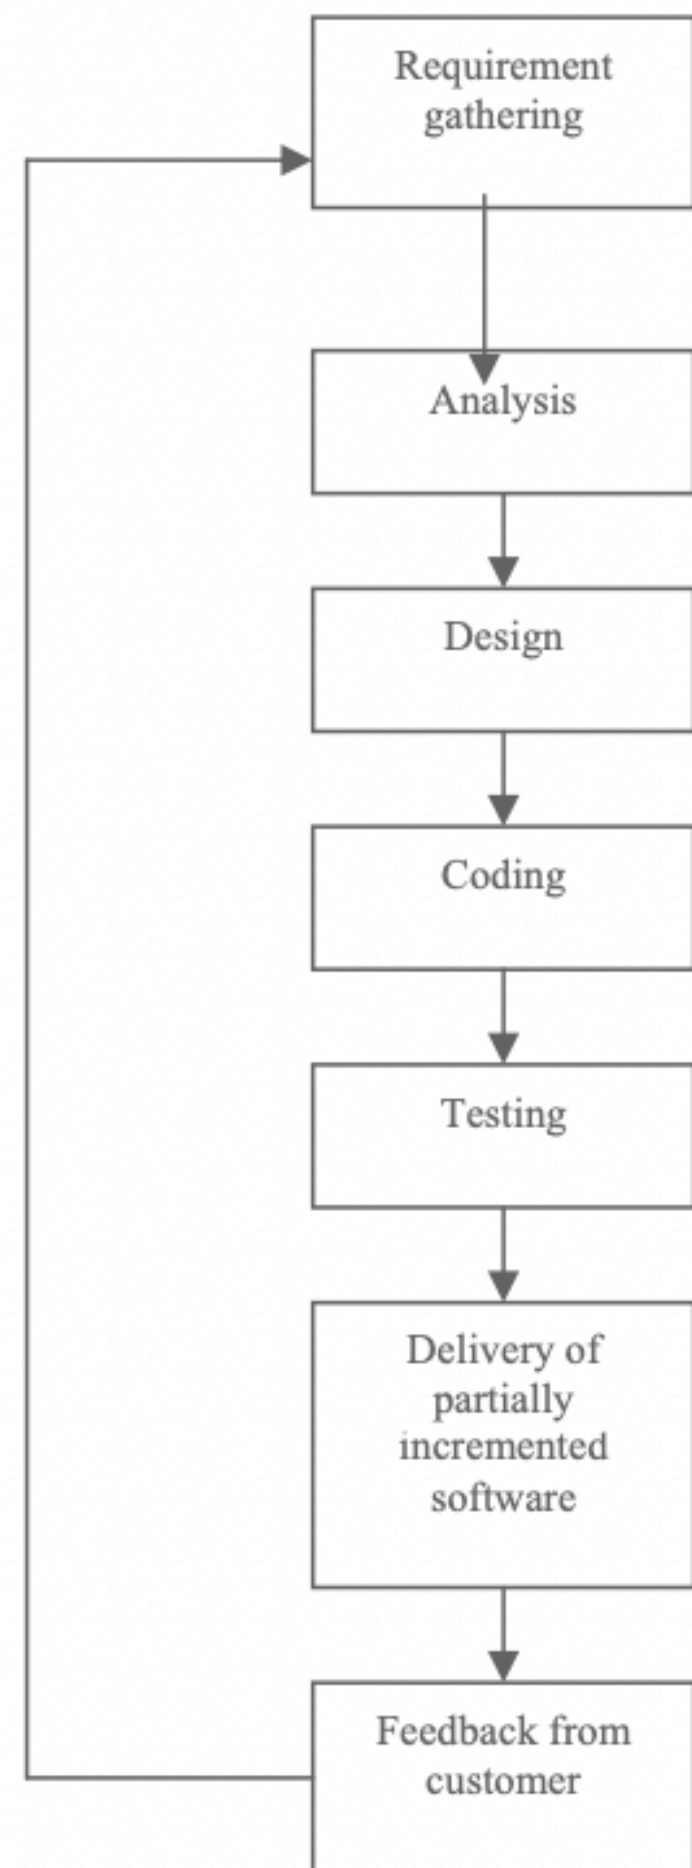 Requirement
gathering
Analysis
Design
Coding
Testing
Delivery of
partially
incremented
software
Feedback from
customer